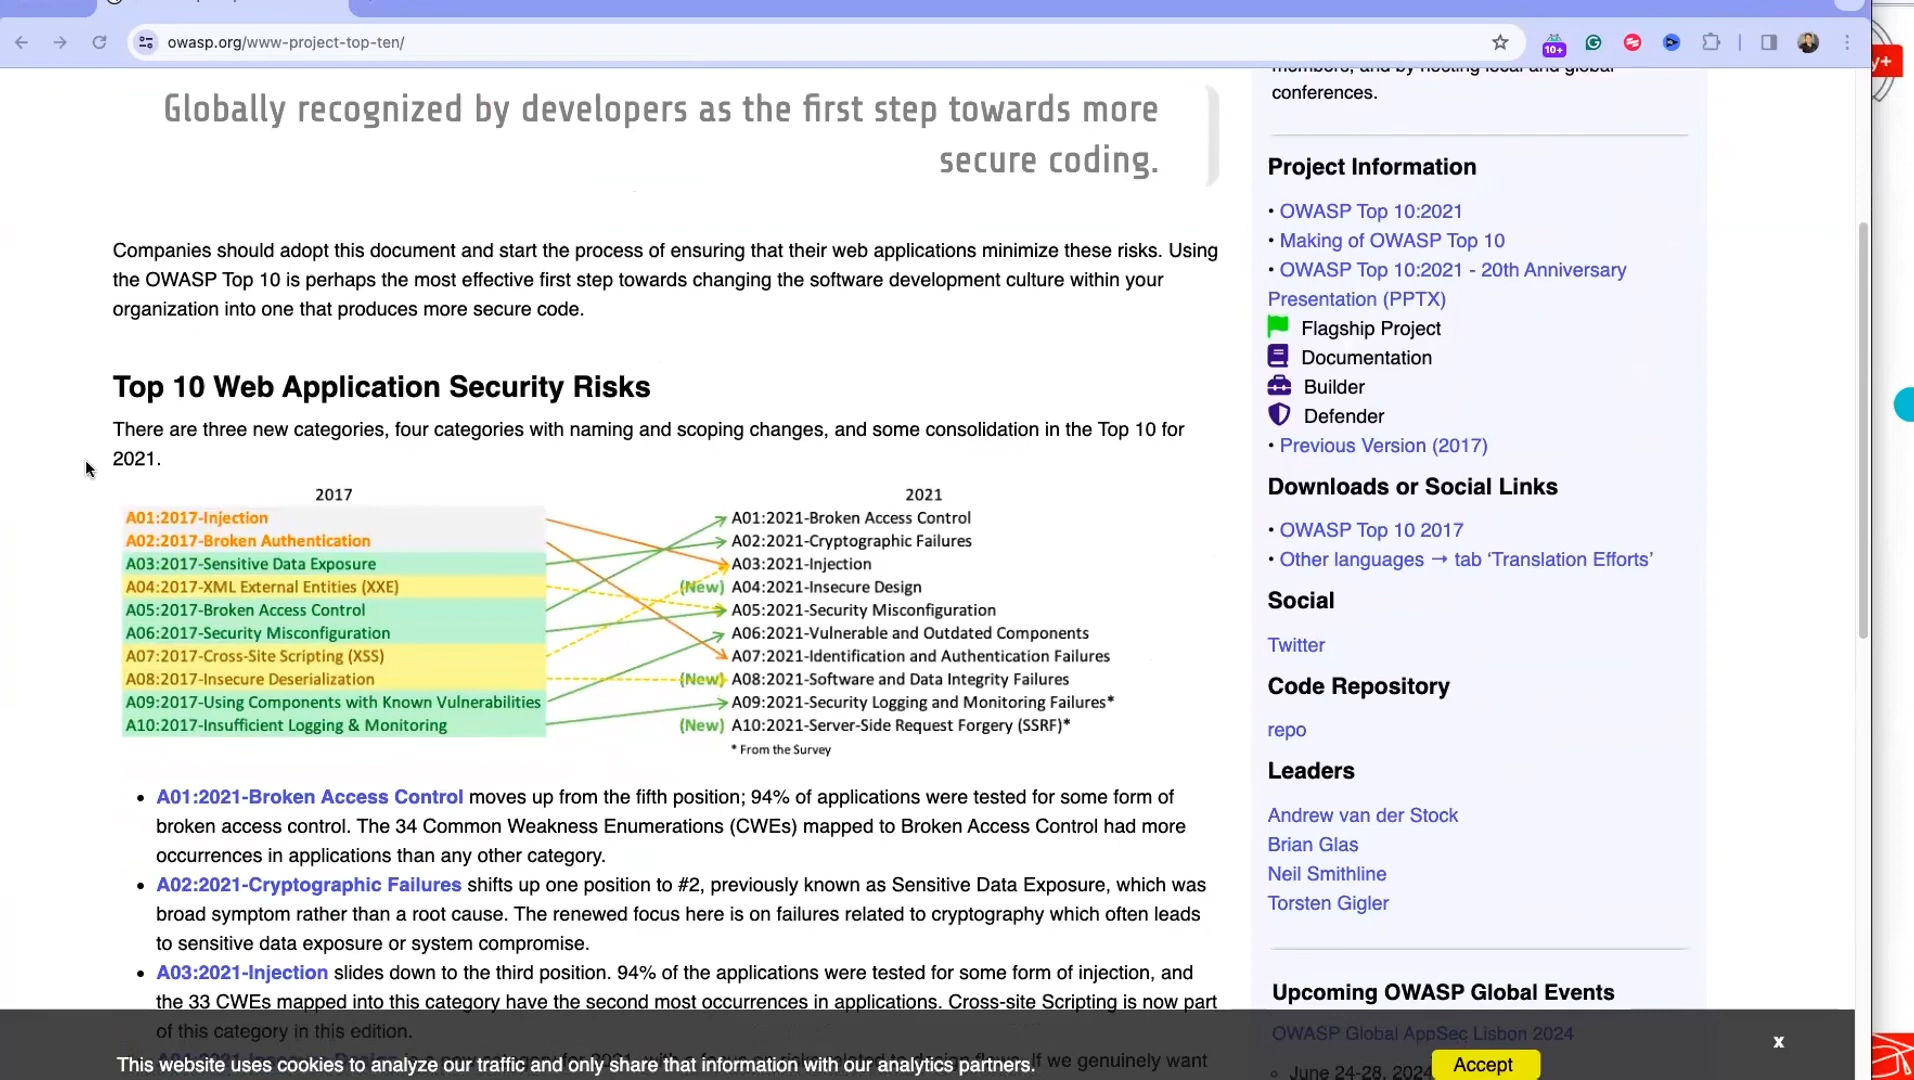 owasp.org/www-project-top-ten/
10+
y+
Globally recognized by developers as the first step towards more
secure coding.
Companies should adopt this document and start the process of ensuring that their web applications minimize these risks. Using
the OWASP Top 10 is perhaps the most effective first step towards changing the software development culture within your
organization into one that produces more secure code.
Top 10 Web Application Security Risks
There are three new categories, four categories with naming and scoping changes, and some consolidation in the Top 10 for
2021.
2017
A01:2017-Injection
A02:2017-Broken Authentication
A03:2017-Sensitive Data Exposure
A04:2017-XML External Entities (XXE)
A05:2017-Broken Access Control
A06:2017-Security Misconfiguration
A07:2017-Cross-Site Scripting (XSS)
A08:2017-Insecure Deserialization
A09:2017-Using Components with Known Vulnerabilities
A10:2017-Insufficient Logging & Monitoring
2021
A01:2021-Broken Access Control
A02:2021-Cryptographic Failures
A03:2021-Injection
(New) A04:2021-Insecure Design
A05:2021-Security Misconfiguration
A06:2021-Vulnerable and Outdated Components
A07:2021-Identification and Authentication Failures
(New) A08:2021-Software and Data Integrity Failures
A09:2021-Security Logging and Monitoring Failures*
(New) A10:2021-Server-Side Request Forgery (SSRF)*
* From the Survey
• A01:2021-Broken Access Control moves up from the fifth position; 94% of applications were tested for some form of
broken access control. The 34 Common Weakness Enumerations (CWEs) mapped to Broken Access Control had more
occurrences in applications than any other category.
• A02:2021-Cryptographic Failures shifts up one position to #2, previously known as Sensitive Data Exposure, which was
broad symptom rather than a root cause. The renewed focus here is on failures related to cryptography which often leads
to sensitive data exposure or system compromise.
• A03:2021-Injection slides down to the third position. 94% of the applications were tested for some form of injection, and
the 33 CWEs mapped into this category have the second most occurrences in applications. Cross-site Scripting is now part
of this category in this edition.
If we genuinely want
members, and by hosting local and global
conferences.
Project Information
• OWASP Top 10:2021
• Making of OWASP Top 10
• OWASP Top 10:2021 - 20th Anniversary
Presentation (PPTX)
Flagship Project
Documentation
Builder
Defender
• Previous Version (2017)
Downloads or Social Links
• OWASP Top 10 2017
• Other languages → tab ‘Translation Efforts’
Social
Twitter
Code Repository
repo
Leaders
Andrew van der Stock
Brian Glas
Neil Smithline
Torsten Gigler
Upcoming OWASP Global Events
OWASP Global AppSec Lisbon 2024
June 24-28, 2024
This website uses cookies to analyze our traffic and only share that information with our analytics partners.
Accept
x